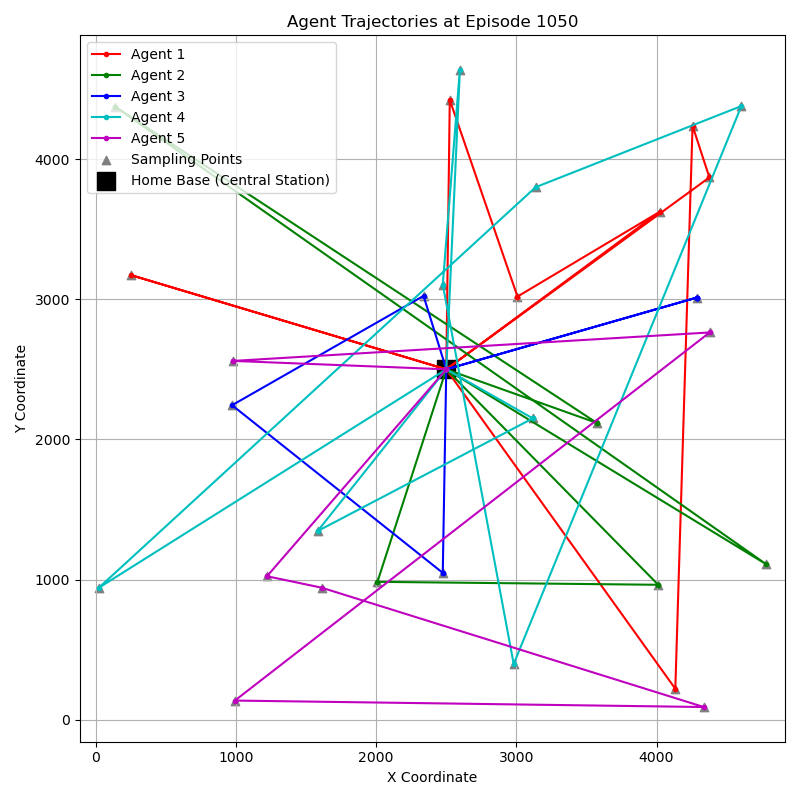 Agent Trajectories at Episode 1050
Agent 1
Agent 2
Agent 3
Agent 4
Agent 5
Sampling Points
Home Base (Central Station)
4000
3000
2000
1000
0
Y Coordinate
0 1000 2000 3000 4000
X Coordinate